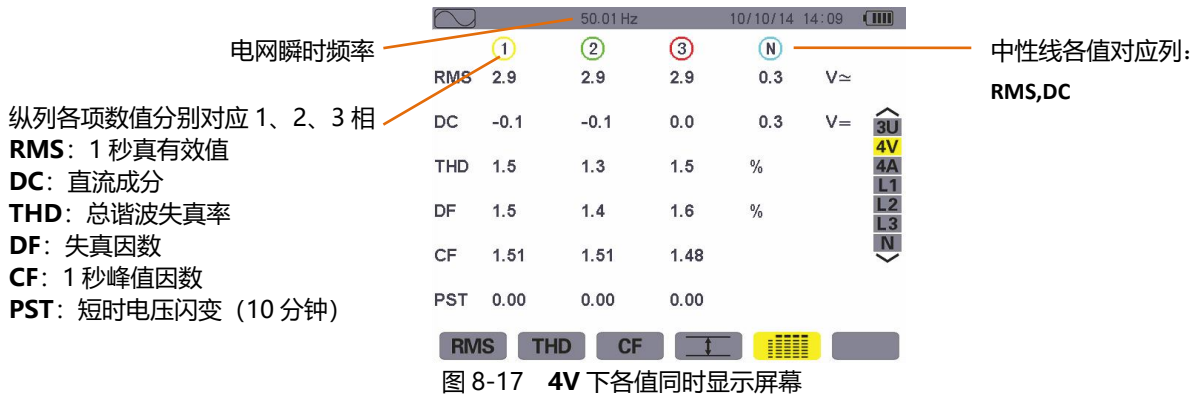 50.01 Hz 10/10/14 14:09
电网瞬时频率
1 2 3 N
中性线各值对应列：
RMS,DC
RMS 2.9 2.9 2.9 0.3 V≃
纵列各项数值分别对应 1、2、3 相
RMS：1 秒真有效值
DC：直流成分
THD：总谐波失真率
DF：失真因数
CF：1 秒峰值因数
PST：短时电压闪变（10 分钟）
DC -0.1 -0.1 0.0 0.3 V=
THD 1.5 1.3 1.5 %
DF 1.5 1.4 1.6 %
CF 1.51 1.51 1.48
PST 0.00 0.00 0.00
3U
4V
4A
L1
L2
L3
N
RMS THD CF
图 8-17 4V 下各值同时显示屏幕